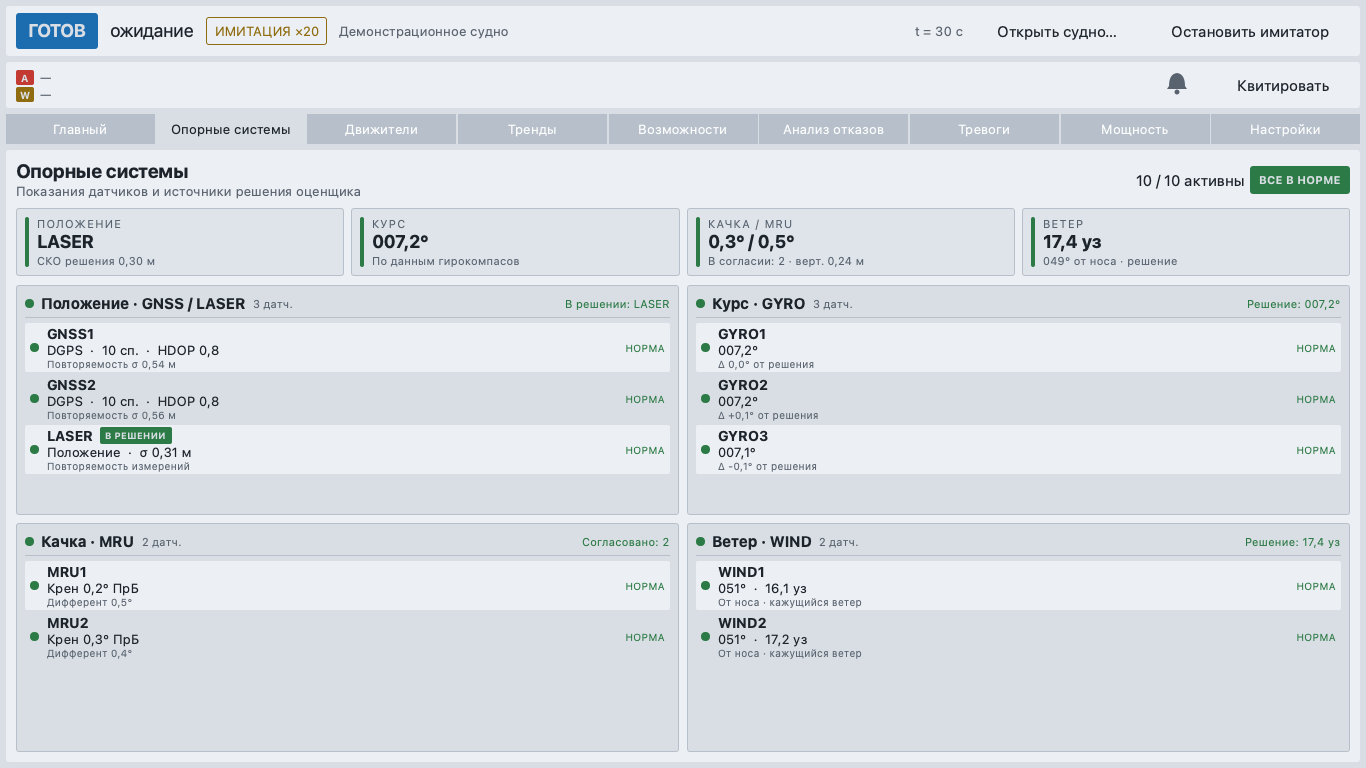 ГОТОВ ожидание ИМИТАЦИЯ ×20 Демонстрационное судно t = 30 с Открыть судно... Остановить имитатор
A —
W —
Квитировать
Главный Опорные системы Движители Тренды Возможности Анализ отказов Тревоги Мощность Настройки
Опорные системы
Показания датчиков и источники решения оценщика
10 / 10 активны ВСЕ В НОРМЕ
ПОЛОЖЕНИЕ
LASER
СКО решения 0,30 м
КУРС
007,2°
По данным гирокомпасов
КАЧКА / MRU
0,3° / 0,5°
В согласии: 2 · верт. 0,24 м
ВЕТЕР
17,4 уз
049° от носа · решение
Положение · GNSS / LASER 3 датч. В решении: LASER
GNSS1
DGPS · 10 сп. · HDOP 0,8
Повторяемость σ 0,54 м
НОРМА
GNSS2
DGPS · 10 сп. · HDOP 0,8
Повторяемость σ 0,56 м
НОРМА
LASER В РЕШЕНИИ
Положение · σ 0,31 м
Повторяемость измерений
НОРМА
Курс · GYRO 3 датч. Решение: 007,2°
GYRO1
007,2°
Δ 0,0° от решения
НОРМА
GYRO2
007,2°
Δ +0,1° от решения
НОРМА
GYRO3
007,1°
Δ -0,1° от решения
НОРМА
Качка · MRU 2 датч. Согласовано: 2
MRU1
Крен 0,2° ПрБ
Дифферент 0,5°
НОРМА
MRU2
Крен 0,3° ПрБ
Дифферент 0,4°
НОРМА
Ветер · WIND 2 датч. Решение: 17,4 уз
WIND1
051° · 16,1 уз
От носа · кажущийся ветер
НОРМА
WIND2
051° · 17,2 уз
От носа · кажущийся ветер
НОРМА